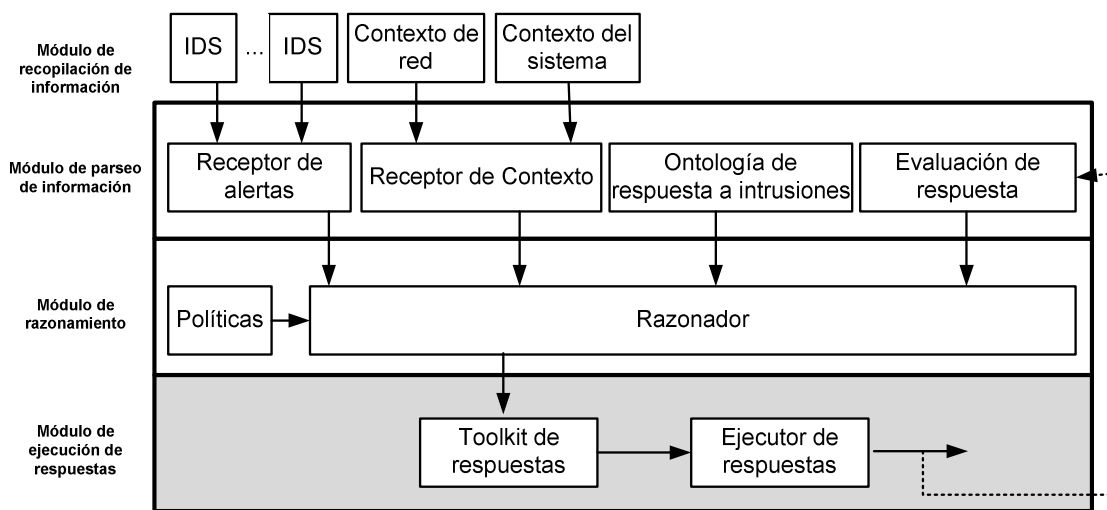 Módulo de
recopilación de
información
IDS
...
IDS
Contexto de
red
Contexto del
sistema
Módulo de parseo
de información
Receptor de
alertas
Receptor de Contexto
Ontología de
respuesta a intrusiones
Evaluación de
respuesta
Módulo de
razonamiento
Políticas
Razonador
Módulo de
ejecución de
respuestas
Toolkit de
respuestas
Ejecutor de
respuestas